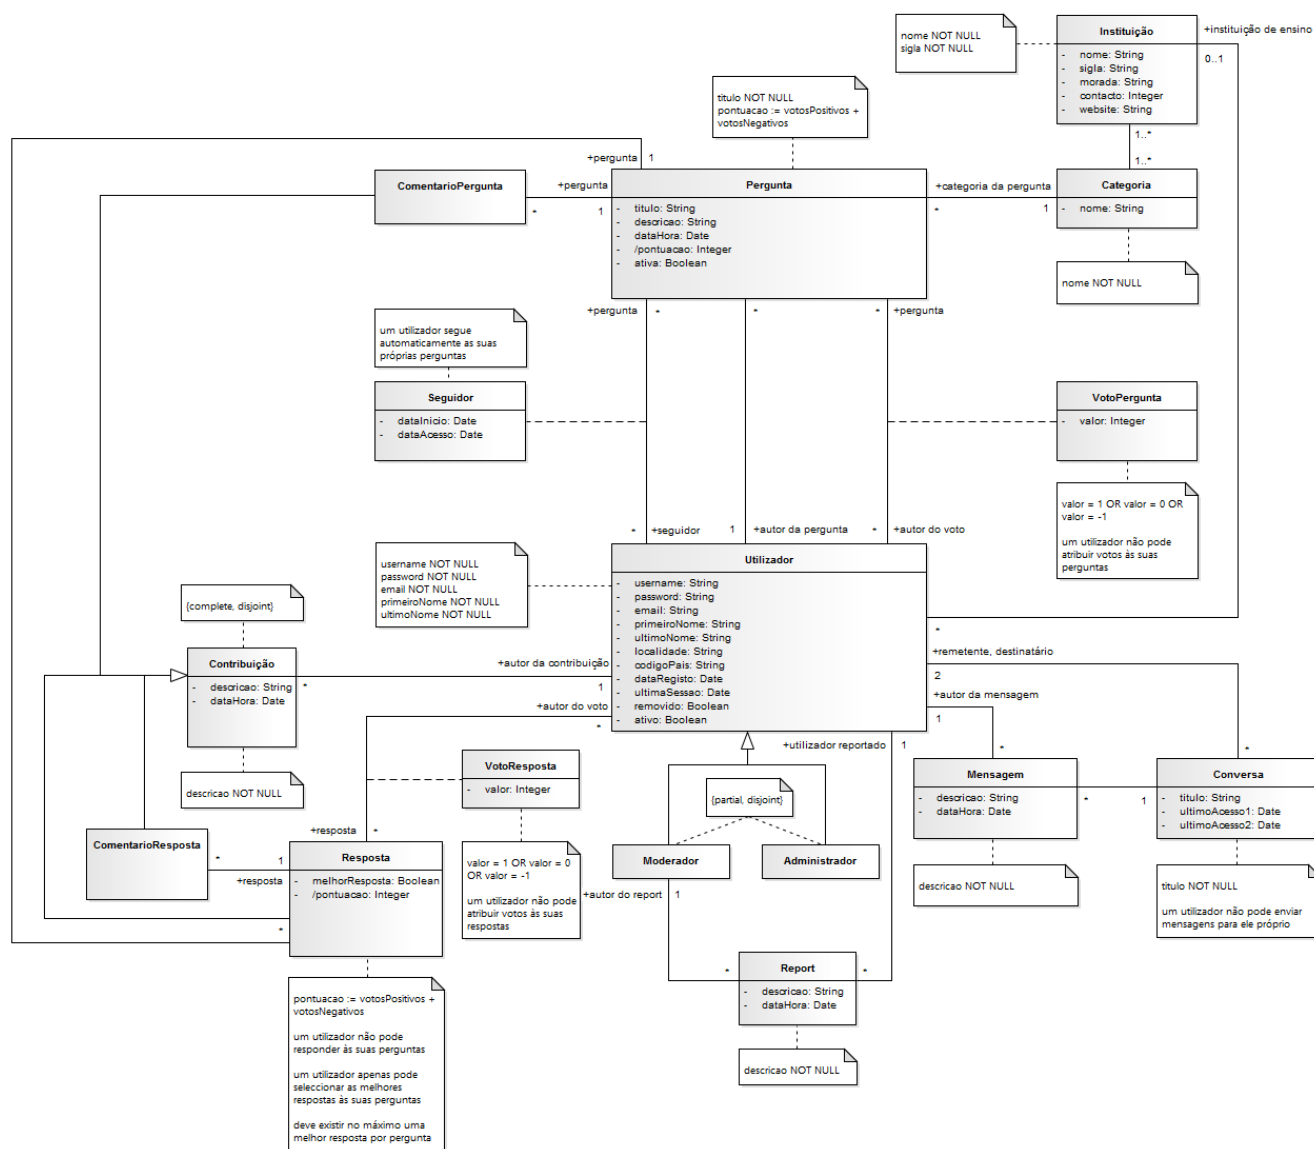 nome NOT NULL
sigla NOT NULL
Instituição
- nome: String
- sigla: String
- morada: String
- contacto: Integer
- website: String
+instituição de ensino
0..1
1..*
1..*
titulo NOT NULL
pontuacao := votosPositivos +
votosNegativos
+pergunta 1
ComentarioPergunta
+pergunta
* 1
Pergunta
- titulo: String
- descricao: String
- dataHora: Date
- /pontuacao: Integer
- ativa: Boolean
+categoria da pergunta
* 1
Categoria
- nome: String
nome NOT NULL
+pergunta *
*
* +pergunta
um utilizador segue
automaticamente as suas
próprias perguntas
Seguidor
- dataInicio: Date
- dataAcesso: Date
VotoPergunta
- valor: Integer
valor = 1 OR valor = 0 OR
valor = -1
um utilizador não pode
atribuir votos às suas
perguntas
* +seguidor
1 +autor da pergunta
* +autor do voto
username NOT NULL
password NOT NULL
email NOT NULL
primeiroNome NOT NULL
ultimoNome NOT NULL
Utilizador
- username: String
- password: String
- email: String
- primeiroNome: String
- ultimoNome: String
- localidade: String
- codigoPais: String
- dataRegisto: Date
- ultimaSessao: Date
- removido: Boolean
- ativo: Boolean
*
+remetente, destinatário
2
+autor da mensagem
1
{complete, disjoint}
Contribuição
- descricao: String
- dataHora: Date
*
+autor da contribuição
1
+autor do voto
*
descricao NOT NULL
VotoResposta
- valor: Integer
+utilizador reportado 1
{partial, disjoint}
Moderador
Administrador
*
Mensagem
- descricao: String
- dataHora: Date
* 1
*
Conversa
- titulo: String
- ultimoAcesso1: Date
- ultimoAcesso2: Date
descricao NOT NULL
titulo NOT NULL
um utilizador não pode enviar
mensagens para ele próprio
+resposta *
ComentarioResposta
* 1
+resposta
Resposta
- melhorResposta: Boolean
- /pontuacao: Integer
*
valor = 1 OR valor = 0
OR valor = -1
um utilizador não pode
atribuir votos às suas
respostas
+autor do report 1
*
Report
- descricao: String
- dataHora: Date
*
descricao NOT NULL
pontuacao := votosPositivos +
votosNegativos
um utilizador não pode
responder às suas perguntas
um utilizador apenas pode
seleccionar as melhores
respostas às suas perguntas
deve existir no máximo uma
melhor resposta por pergunta